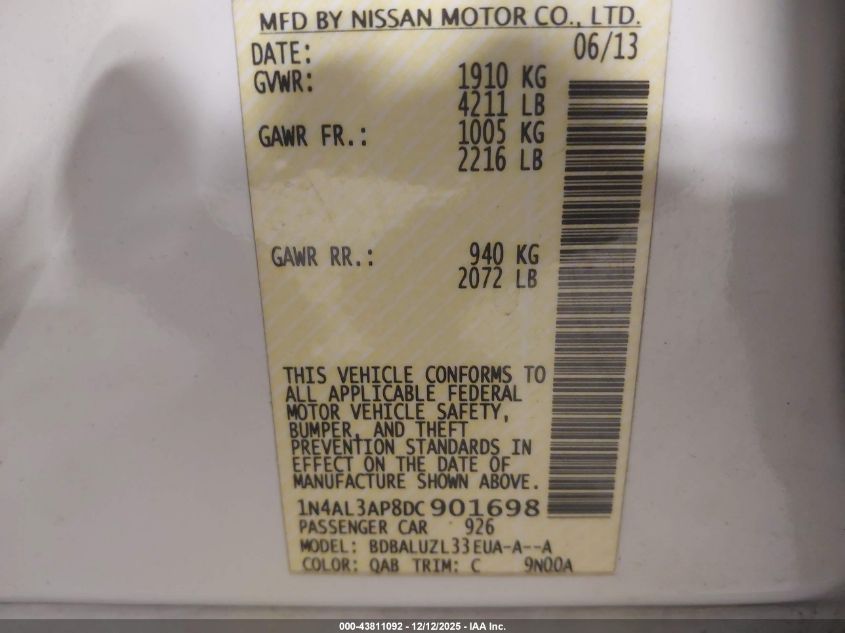 MFD BY NISSAN MOTOR CO., LTD.
DATE: 06/13
GVWR: 1910 KG
4211 LB
GAWR FR.: 1005 KG
2216 LB
GAWR RR.: 940 KG
2072 LB
THIS VEHICLE CONFORMS TO
ALL APPLICABLE FEDERAL
MOTOR VEHICLE SAFETY,
BUMPER, AND THEFT
PREVENTION STANDARDS IN
EFFECT ON THE DATE OF
MANUFACTURE SHOWN ABOVE.
1N4AL3AP8DC901698
PASSENGER CAR 926
MODEL: BDBALUZL33EUA-A--A
COLOR: QAB TRIM: C 9N00A
000-43811092 - 12/12/2025 - IAA Inc.